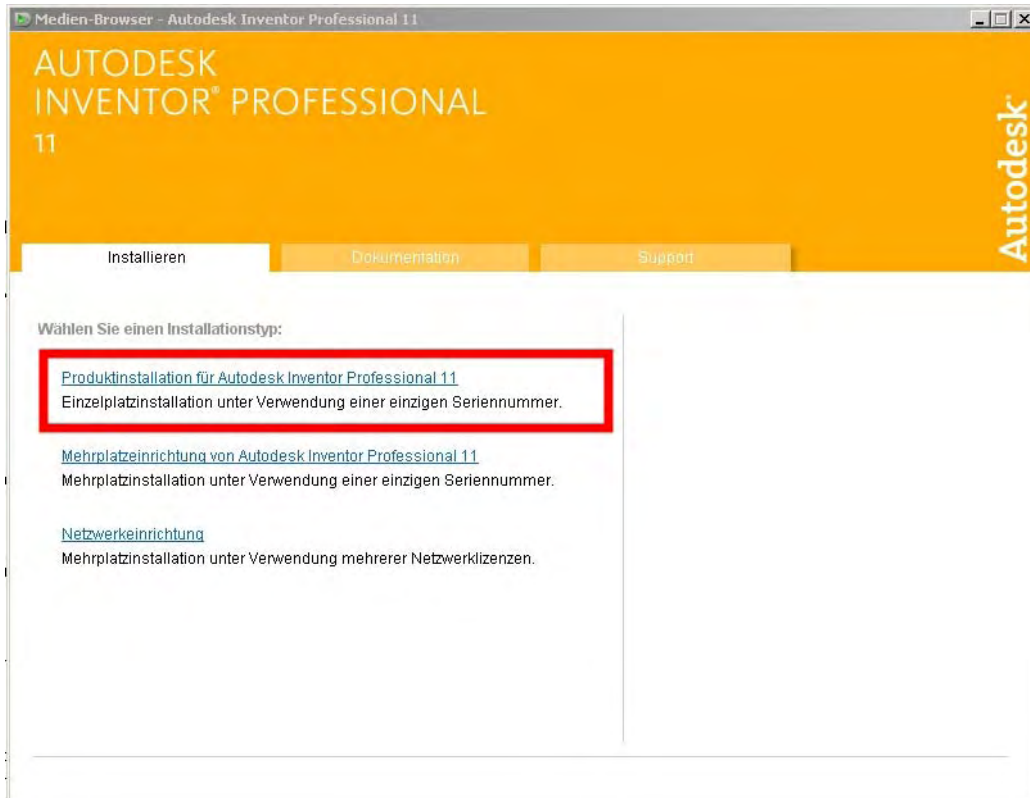 Medien-Browser - Autodesk Inventor Professional 11
AUTODESK
INVENTOR® PROFESSIONAL
11
Autodesk
Installieren
Dokumentation
Support
Wählen Sie einen Installationstyp:
Produktinstallation für Autodesk Inventor Professional 11
Einzelplatzinstallation unter Verwendung einer einzigen Seriennummer.
Mehrplatzeinrichtung von Autodesk Inventor Professional 11
Mehrplatzinstallation unter Verwendung einer einzigen Seriennummer.
Netzwerkeinrichtung
Mehrplatzinstallation unter Verwendung mehrerer Netzwerklizenzen.